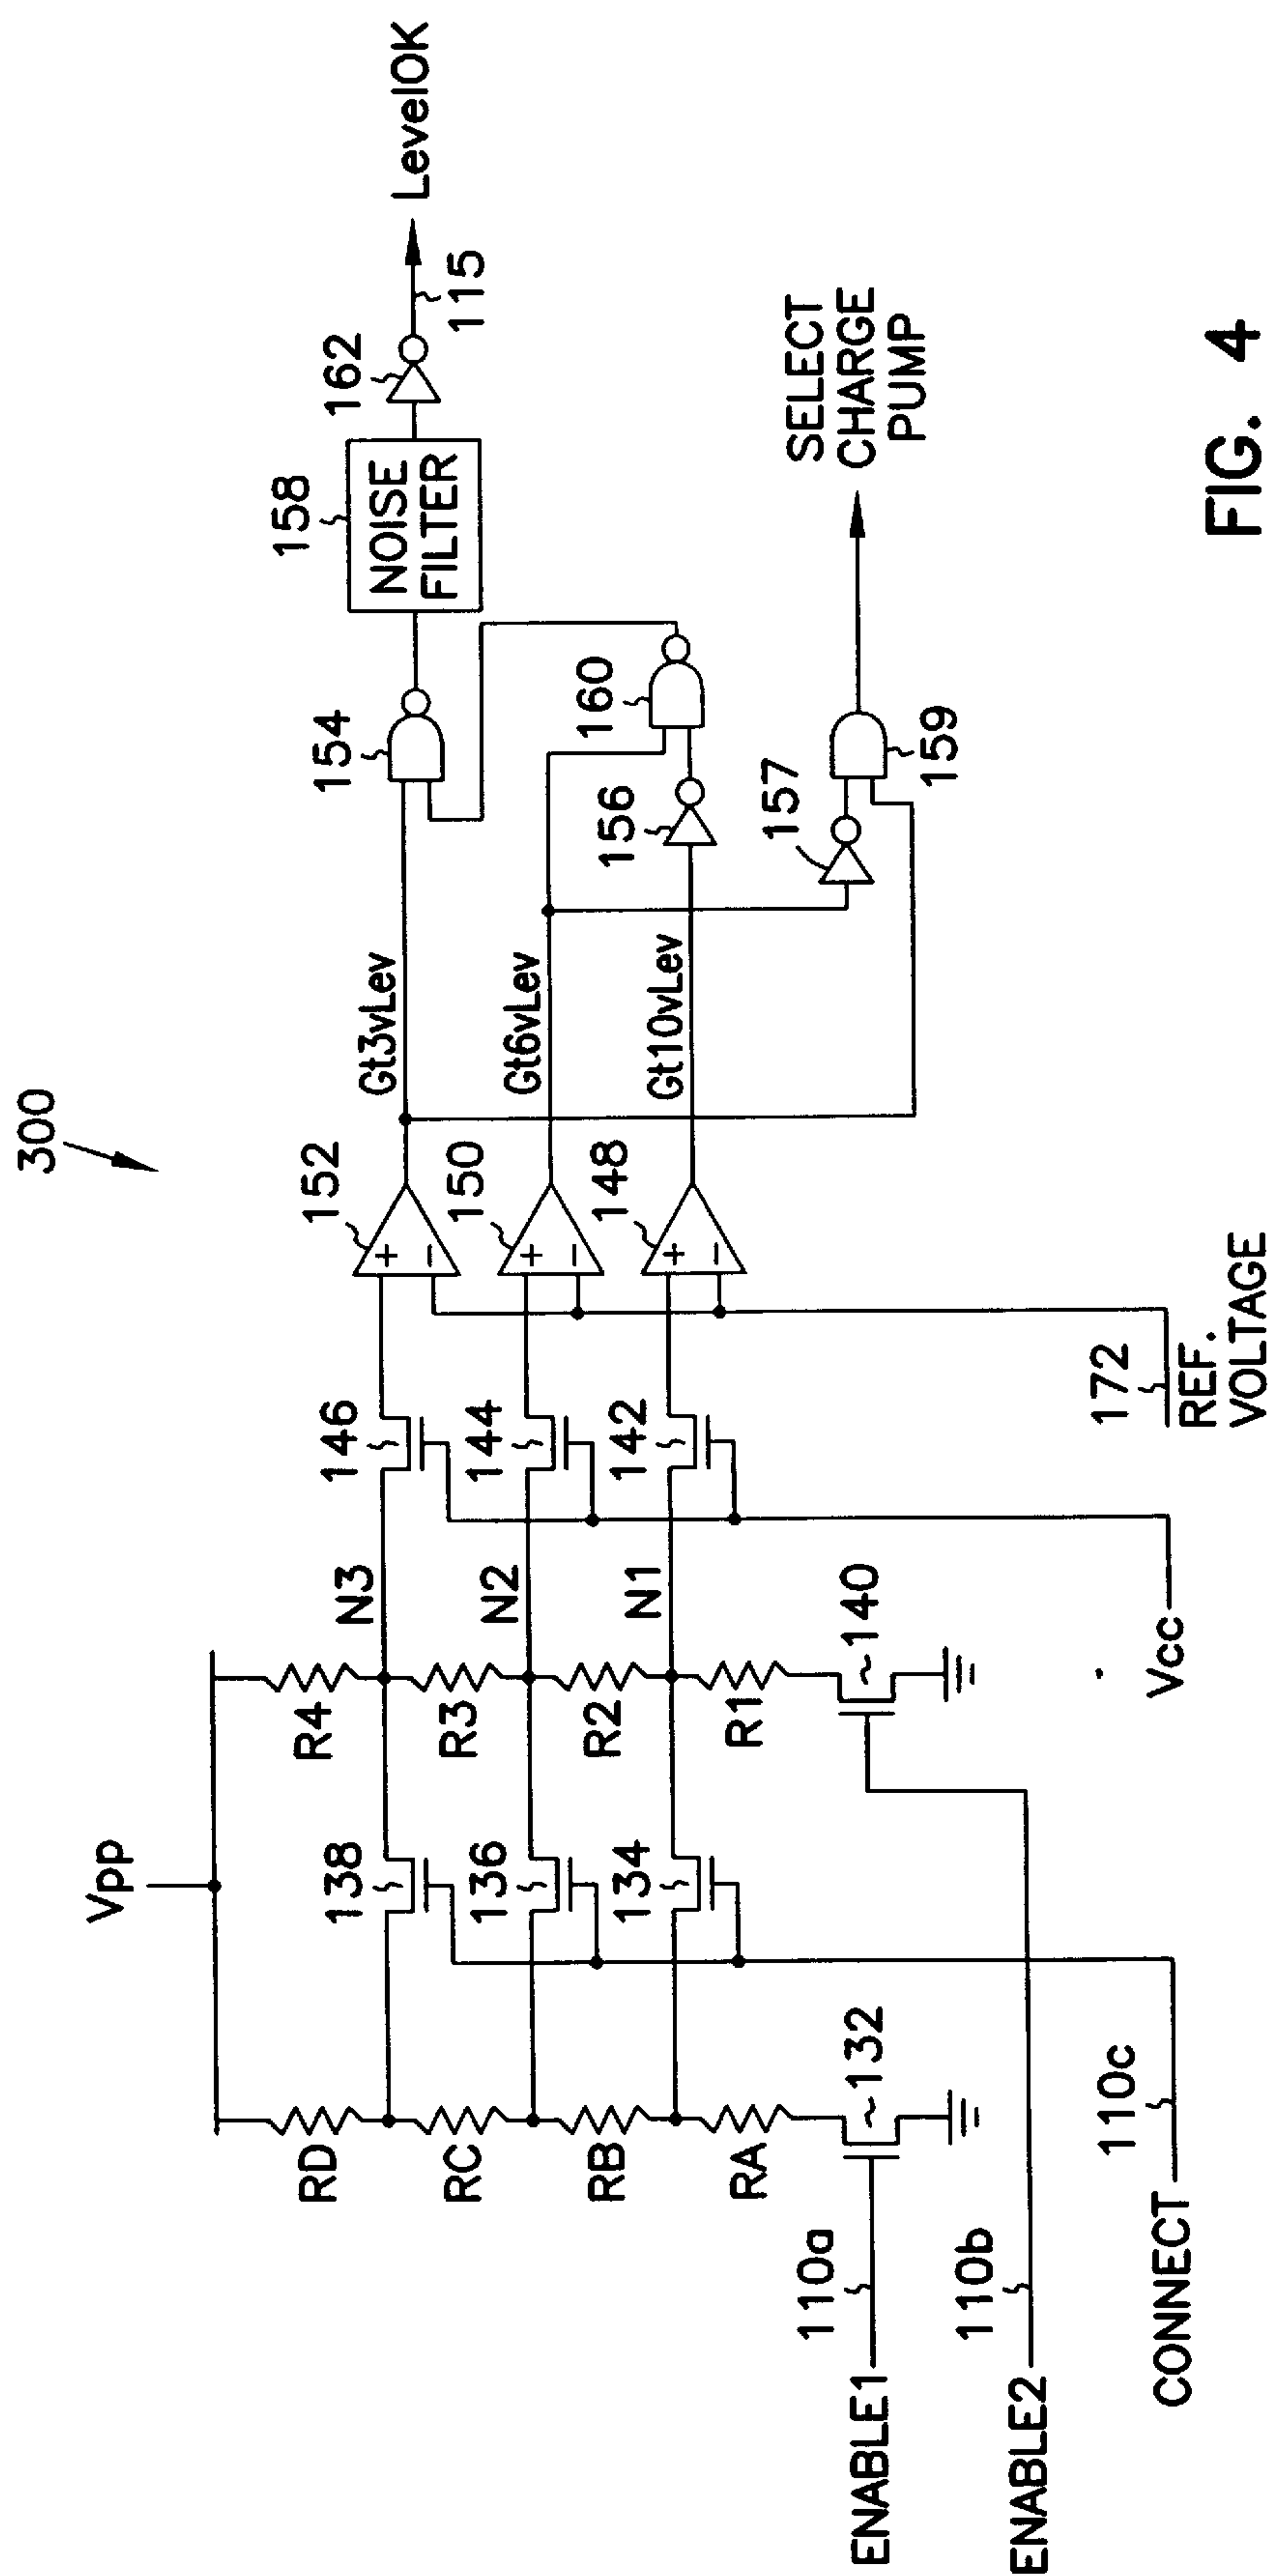 300
Vpp
RD
RC
RB
RA
R4
R3
R2
R1
138
136
134
132
140
N3
N2
N1
146
144
142
152
150
148
+
−
+
−
+
−
Gt3vLev
Gt6vLev
Gt10vLev
154
160
156
157
159
158
NOISE
FILTER
162
115
LevelOK
SELECT
CHARGE
PUMP
ENABLE1
110a
ENABLE2
110b
CONNECT
110c
Vcc
172
REF.
VOLTAGE
FIG. 4